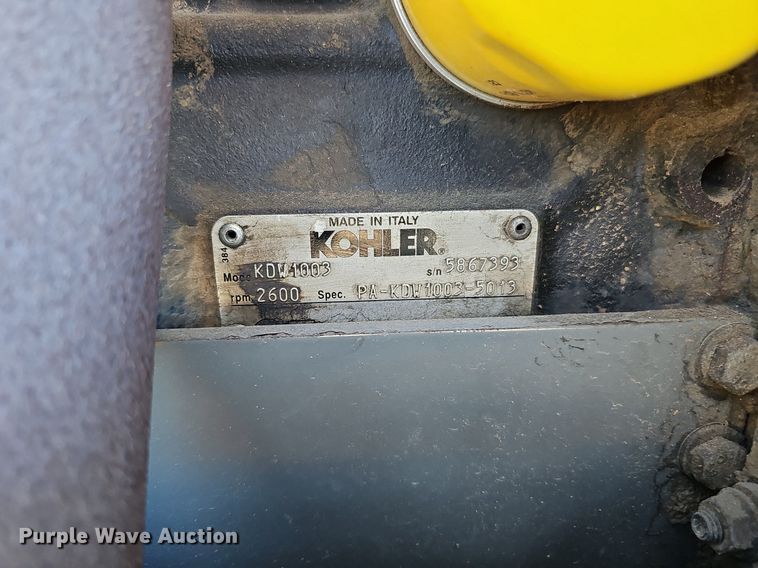 MADE IN ITALY
KOHLER®
384
Mod. KDW1003 s/n 5867393
rpm 2600 Spec. PA-KDW1003-5013
Purple Wave Auction